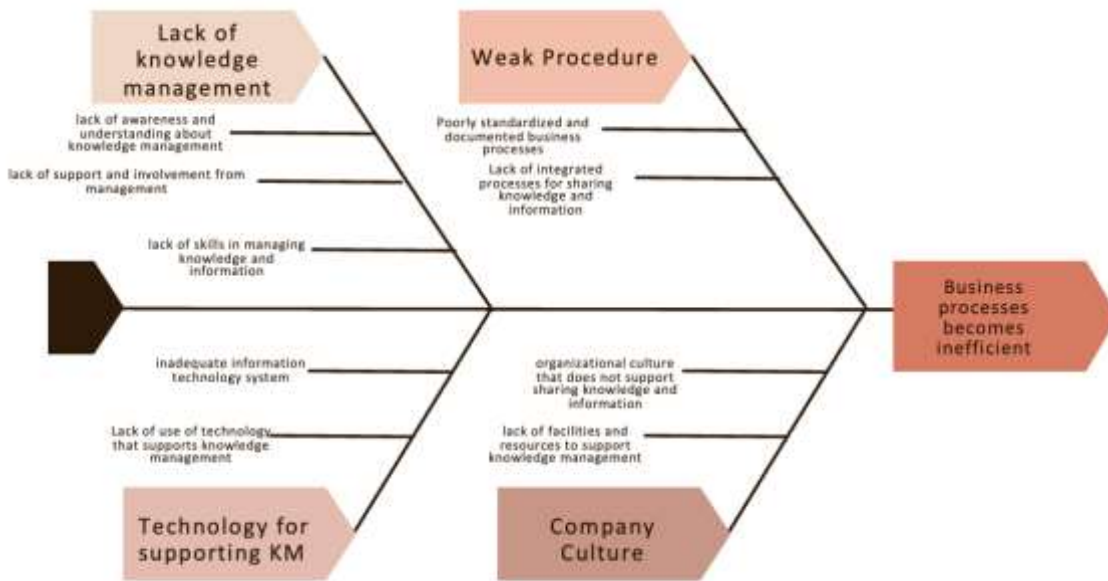 Lack of
knowledge
management
lack of awareness and
understanding about
knowledge management
lack of support and involvement from
management
lack of skills in managing
knowledge and
information
Weak Procedure
Poorly standardized and
documented business
processes
Lack of integrated
processes for sharing
knowledge and
information
Business
processes
becomes
inefficient
inadequate information
technology system
Lack of use of technology
that supports knowledge
management
Technology for
supporting KM
organizational culture
that does not support
sharing knowledge and
information
lack of facilities and
resources to support
knowledge management
Company
Culture